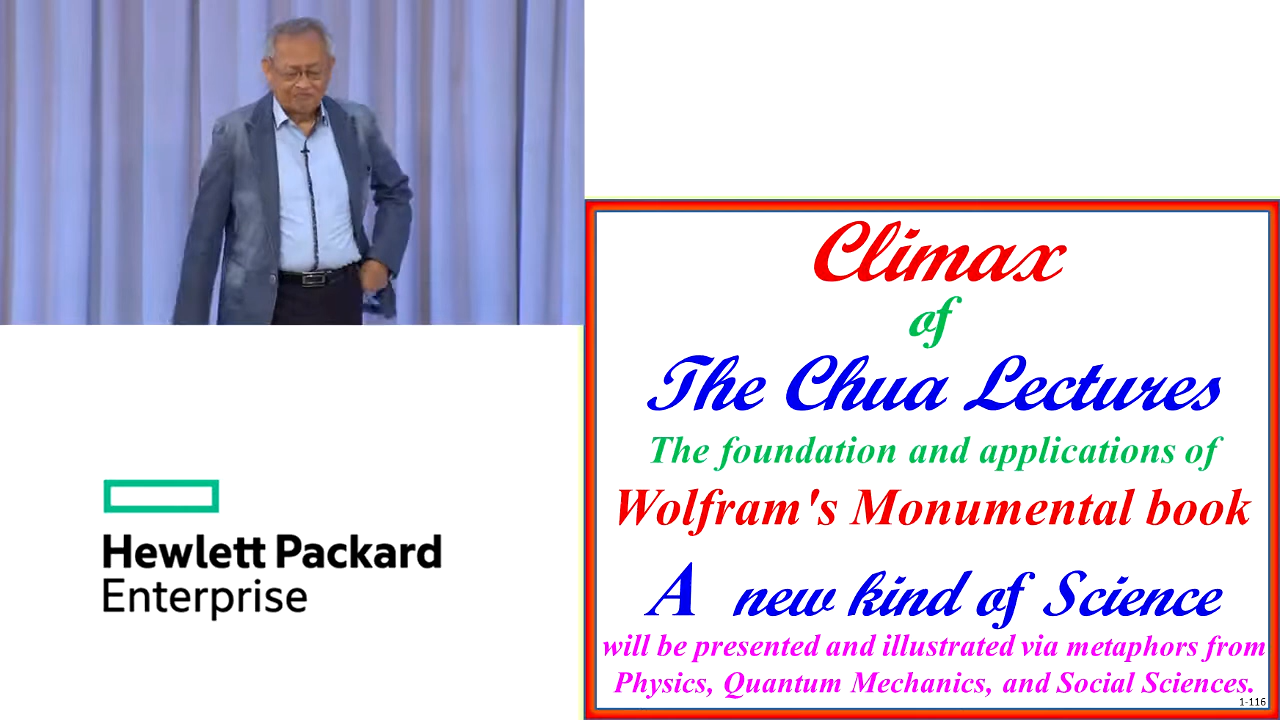 Hewlett Packard
Enterprise
Climax
of
The Chua Lectures
The foundation and applications of
Wolfram's Monumental book
A new kind of Science
will be presented and illustrated via metaphors from
Physics, Quantum Mechanics, and Social Sciences.
1-116